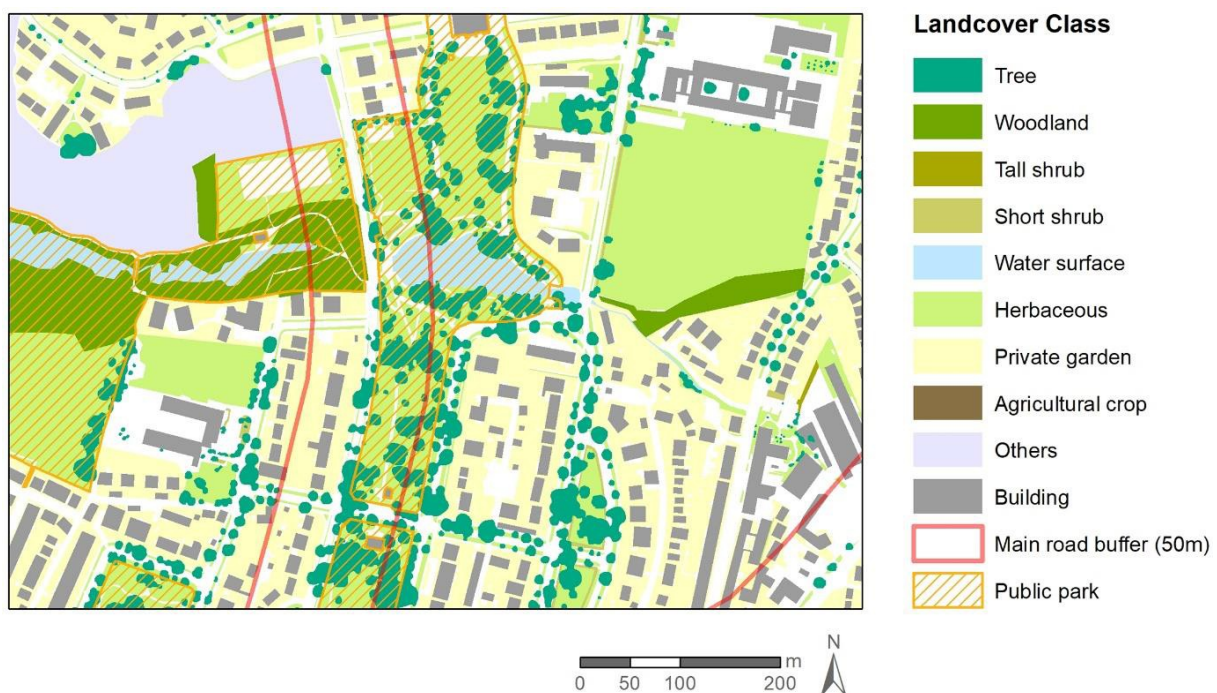 Landcover Class
Tree
Woodland
Tall shrub
Short shrub
Water surface
Herbaceous
Private garden
Agricultural crop
Others
Building
Main road buffer (50m)
Public park
m
0 50 100 200
N